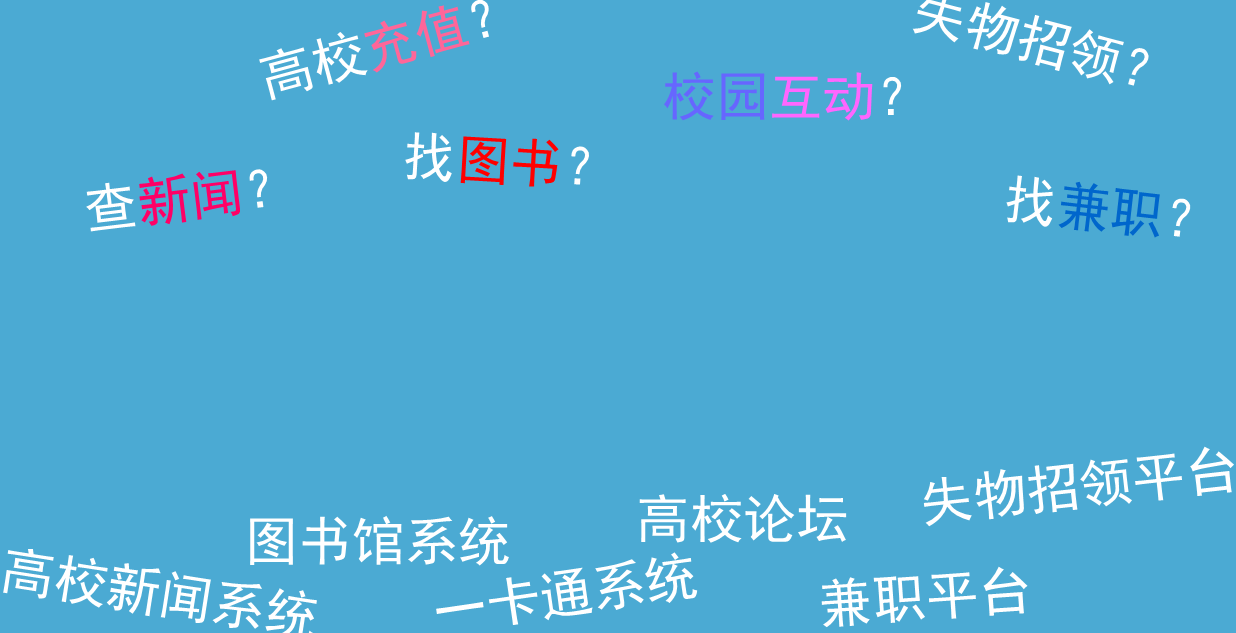 高校充值？
失物招领？
校园互动？
找图书？
查新闻？
找兼职？
失物招领平台
高校论坛
图书馆系统
高校新闻系统
一卡通系统
兼职平台